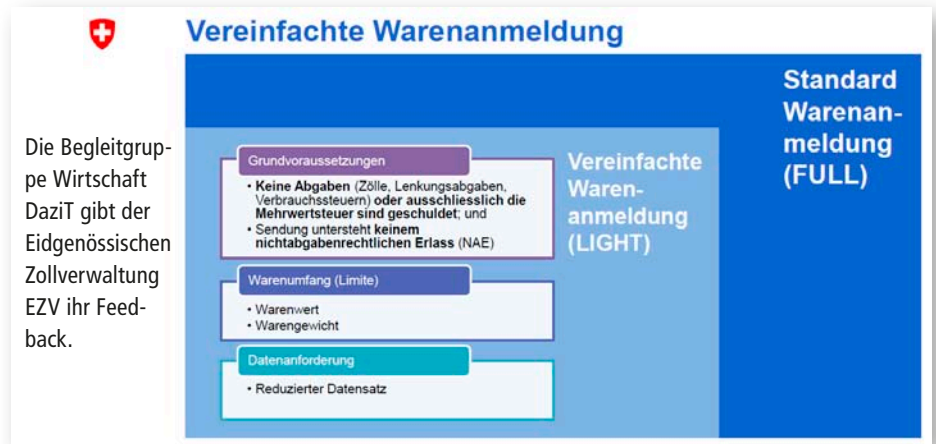 Vereinfachte Warenanmeldung
Die Begleitgrup-
pe Wirtschaft
DaziT gibt der
Eidgenössischen
Zollverwaltung
EZV ihr Feed-
back.
Standard
Warenan-
meldung
(FULL)
Vereinfachte
Waren-
anmeldung
(LIGHT)
Grundvoraussetzungen
• Keine Abgaben (Zölle, Lenkungsabgaben,
Verbrauchssteuern) oder ausschliesslich die
Mehrwertsteuer sind geschuldet; und
• Sendung untersteht keinem
nichtabgabenrechtlichen Erlass (NAE)
Warenumfang (Limite)
• Warenwert
• Warengewicht
Datenanforderung
• Reduzierter Datensatz